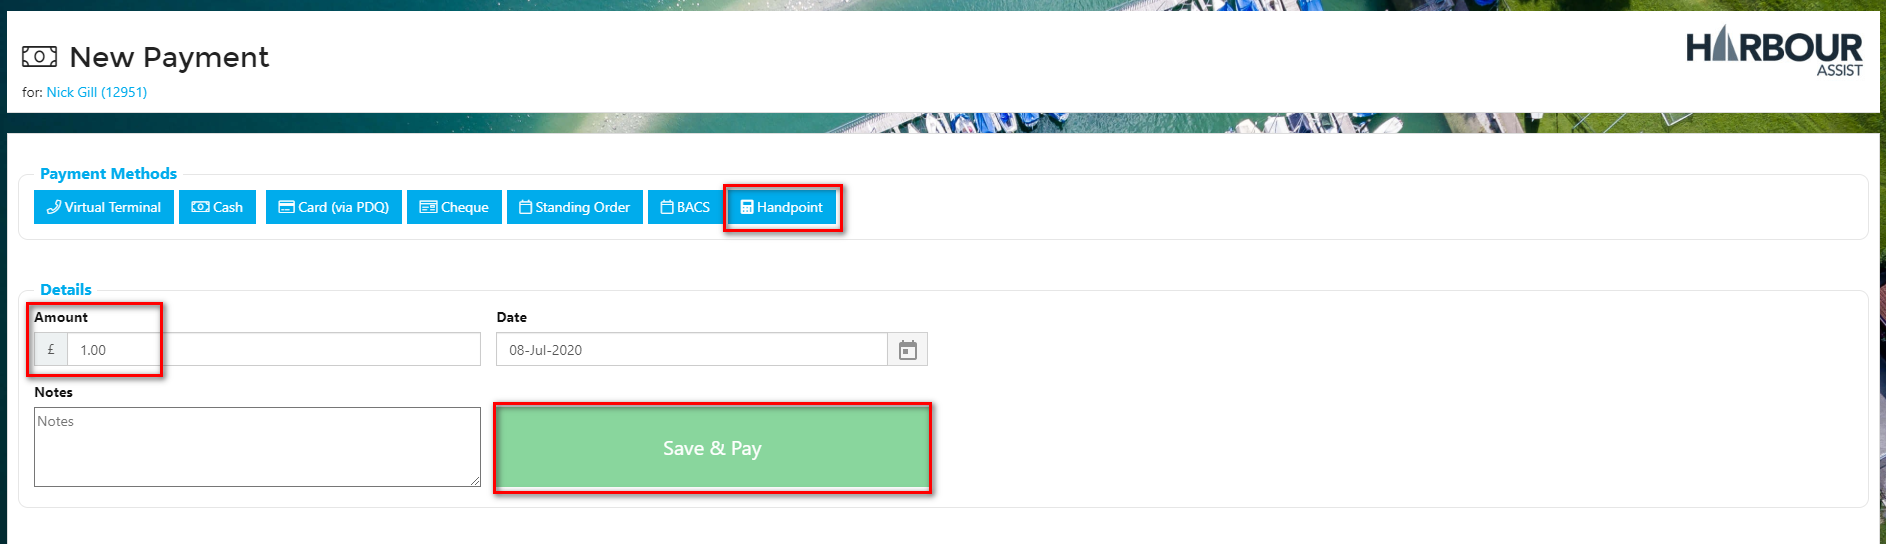 New Payment
HARBOUR
ASSIST
for: Nick Gill (12951)
Payment Methods
Virtual Terminal Cash Card (via PDQ) Cheque Standing Order BACS Handpoint
Details
Amount Date
£ 1.00 08-Jul-2020
Notes
Notes
Save & Pay